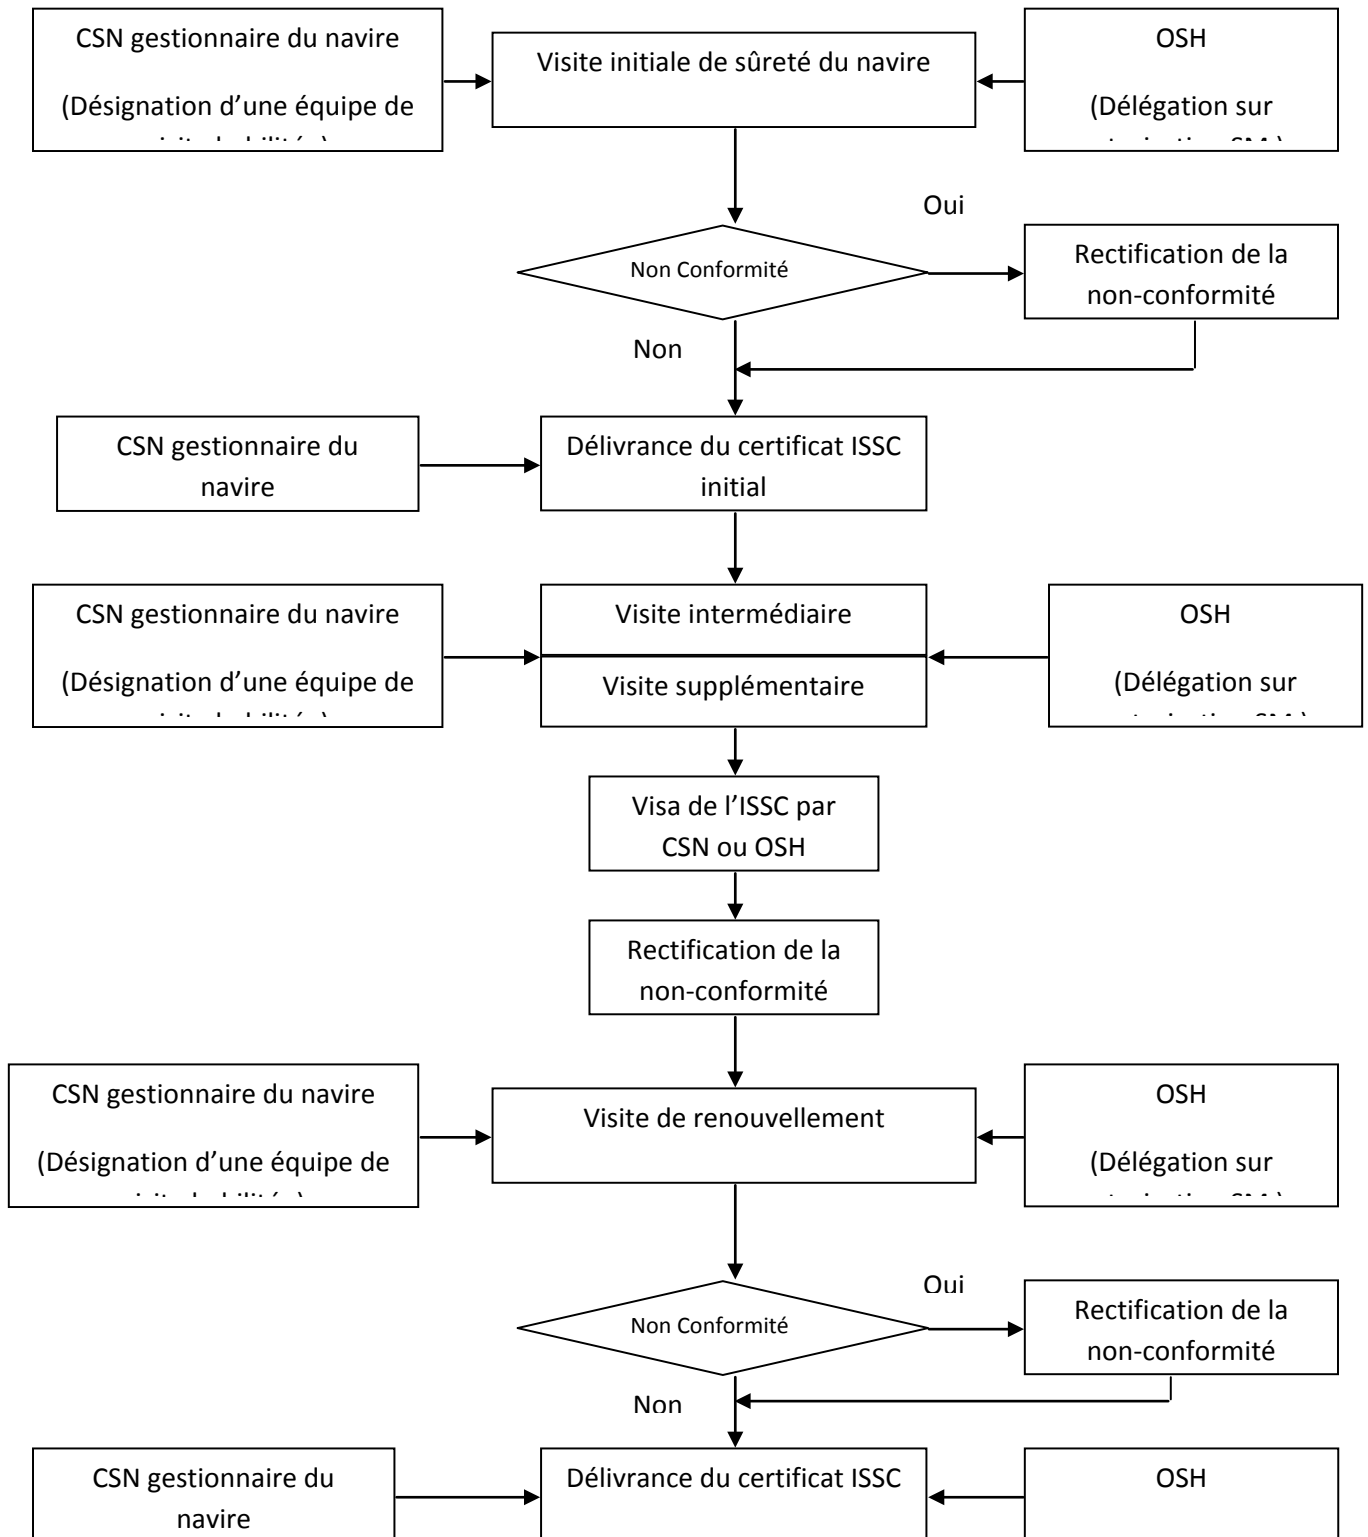 CSN gestionnaire du navire
(Désignation d’une équipe de
Visite initiale de sûreté du navire
OSH
(Délégation sur
Oui
Non Conformité
Rectification de la
non-conformité
Non
CSN gestionnaire du
navire
Délivrance du certificat ISSC
initial
CSN gestionnaire du navire
(Désignation d’une équipe de
Visite intermédiaire
Visite supplémentaire
OSH
(Délégation sur
Visa de l’ISSC par
CSN ou OSH
Rectification de la
non-conformité
CSN gestionnaire du navire
(Désignation d’une équipe de
Visite de renouvellement
OSH
(Délégation sur
Oui
Non Conformité
Rectification de la
non-conformité
Non
CSN gestionnaire du
navire
Délivrance du certificat ISSC
OSH